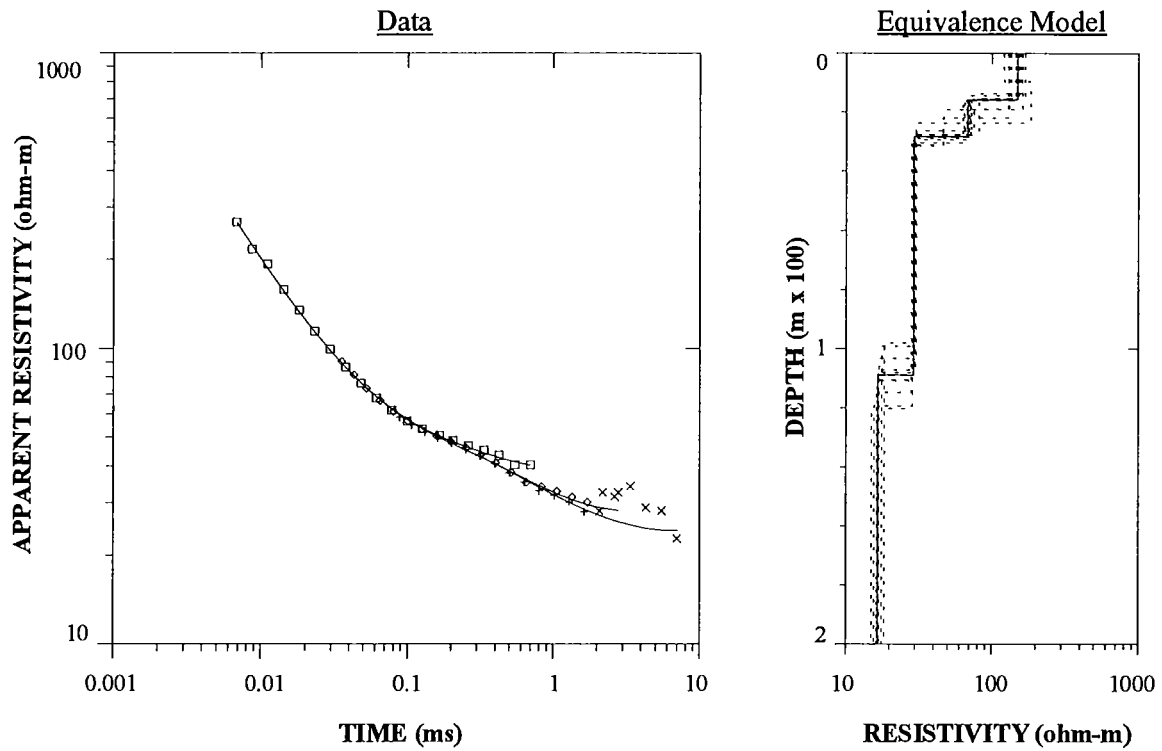 Data
1000
100
10
APPARENT RESISTIVITY (ohm-m)
0.001 0.01 0.1 1 10
TIME (ms)
Equivalence Model
0
1
2
DEPTH (m x 100)
10 100 1000
RESISTIVITY (ohm-m)